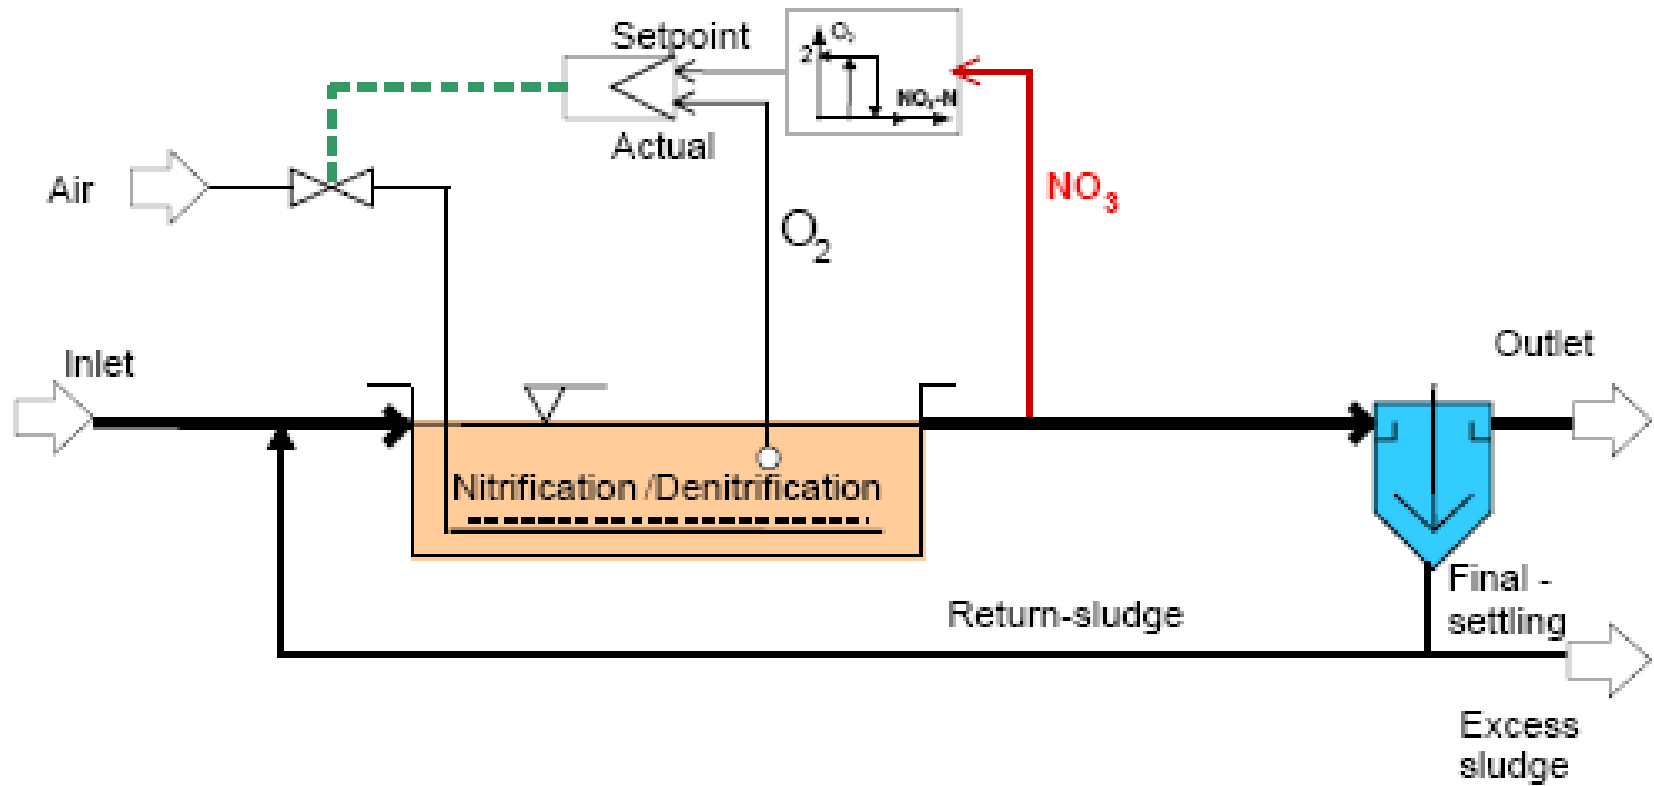 Setpoint
O₂
2
NO₃-N
Actual
Air
NO₃
O₂
Inlet
Outlet
Nitrification /Denitrification
Final -
settling
Return-sludge
Excess
sludge